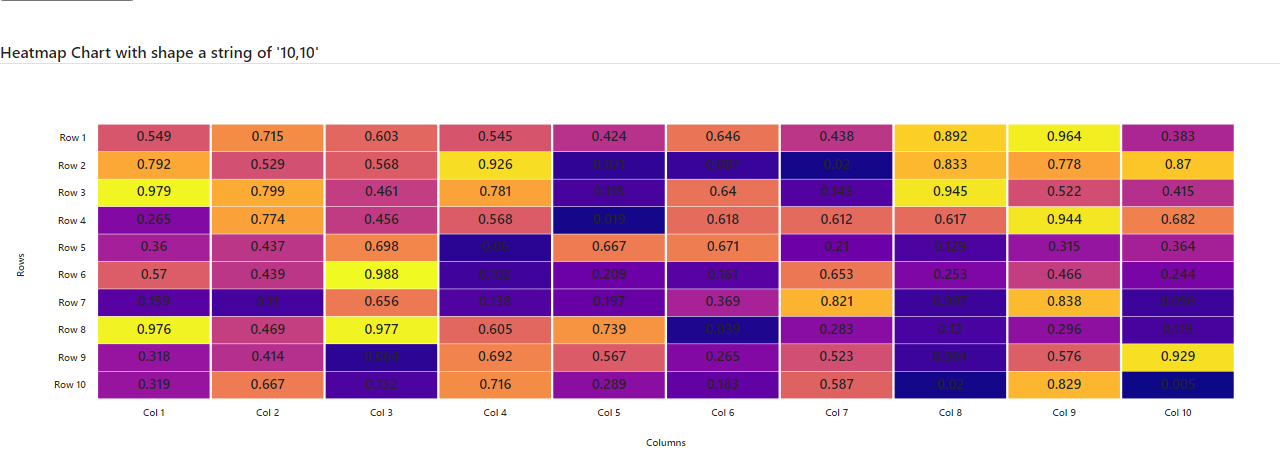 Heatmap Chart with shape a string of '10,10'
Row 1 0.549 0.715 0.603 0.545 0.424 0.646 0.438 0.892 0.964 0.383
Row 2 0.792 0.529 0.568 0.926 0.071 0.087 0.02 0.833 0.778 0.87
Row 3 0.979 0.799 0.461 0.781 0.118 0.64 0.143 0.945 0.522 0.415
Row 4 0.265 0.774 0.456 0.568 0.019 0.618 0.612 0.617 0.944 0.682
Row 5 0.36 0.437 0.698 0.06 0.667 0.671 0.21 0.129 0.315 0.364
Rows
Row 6 0.57 0.439 0.988 0.102 0.209 0.161 0.653 0.253 0.466 0.244
Row 7 0.159 0.11 0.656 0.138 0.197 0.369 0.821 0.097 0.838 0.096
Row 8 0.976 0.469 0.977 0.605 0.739 0.039 0.283 0.12 0.296 0.119
Row 9 0.318 0.414 0.064 0.692 0.567 0.265 0.523 0.094 0.576 0.929
Row 10 0.319 0.667 0.132 0.716 0.289 0.183 0.587 0.02 0.829 0.005
Col 1 Col 2 Col 3 Col 4 Col 5 Col 6 Col 7 Col 8 Col 9 Col 10
Columns